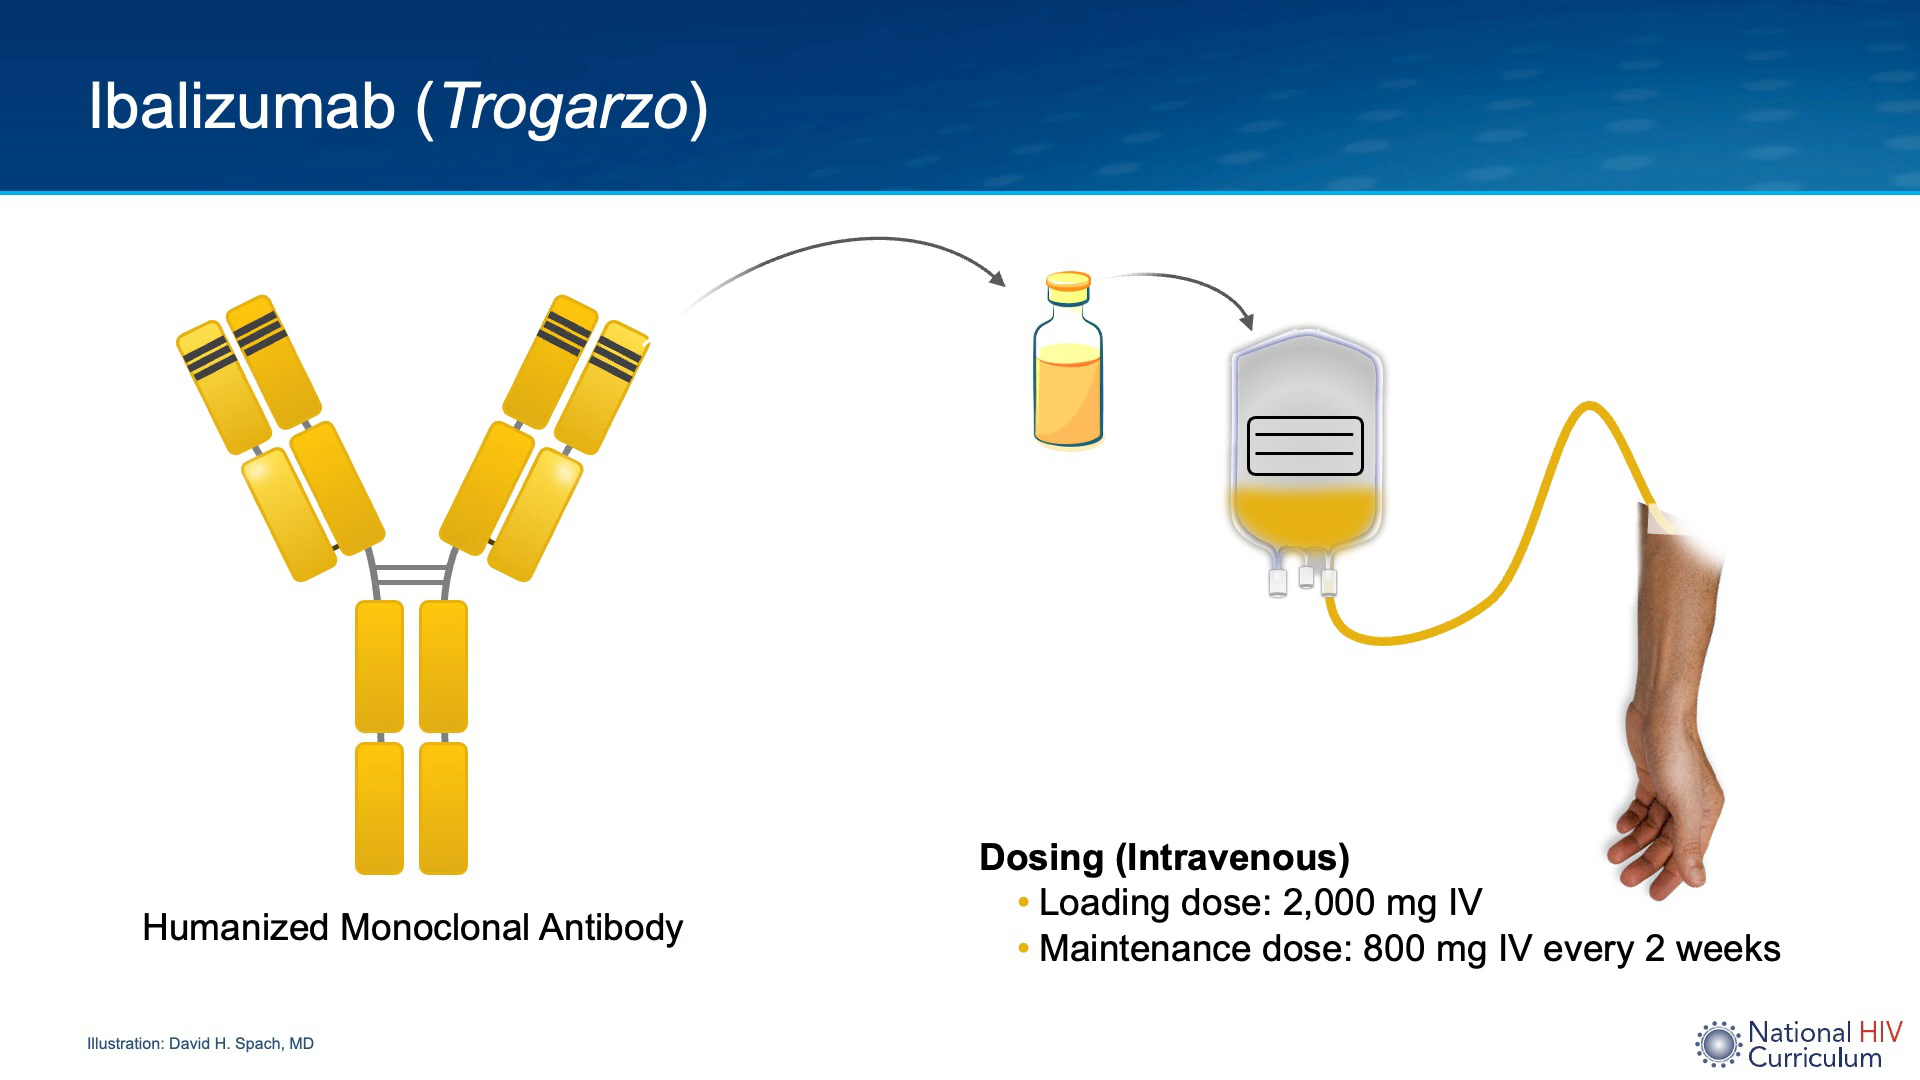 Ibalizumab (Trogarzo)
Humanized Monoclonal Antibody
Dosing (Intravenous)
• Loading dose: 2,000 mg IV
• Maintenance dose: 800 mg IV every 2 weeks
Illustration: David H. Spach, MD
National HIV
Curriculum